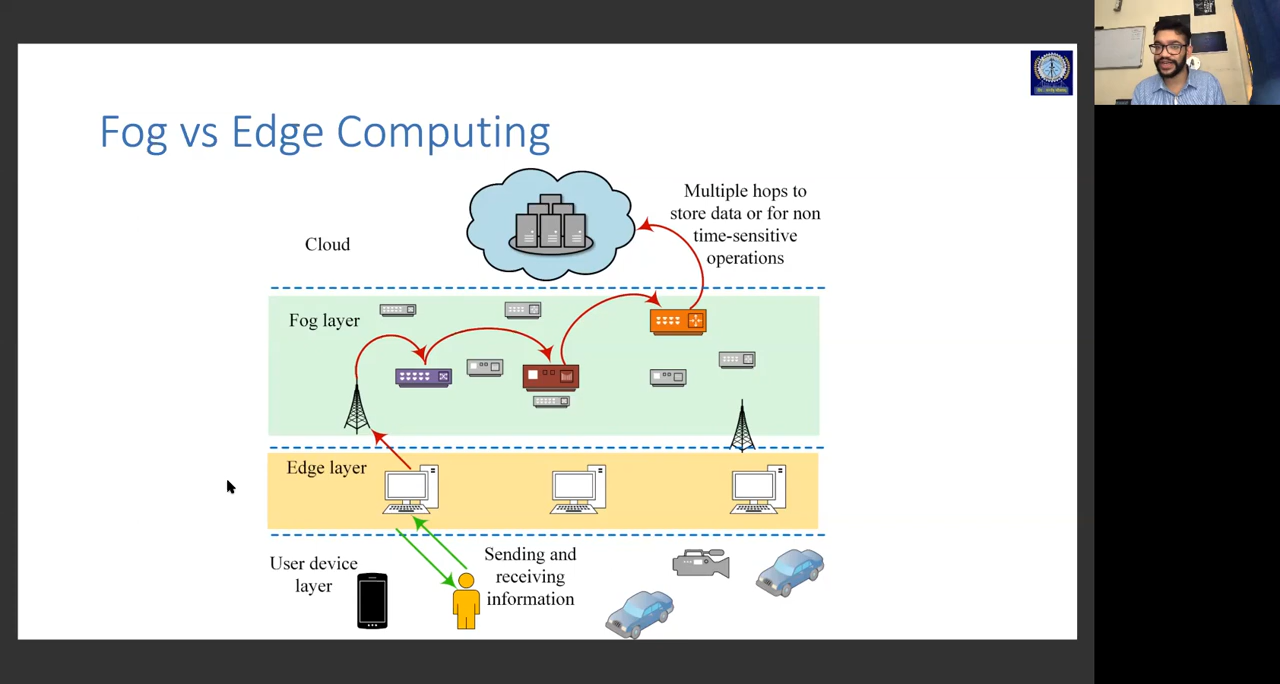 Fog vs Edge Computing
Multiple hops to
store data or for non
time-sensitive
operations
Cloud
Fog layer
Edge layer
User device
layer
Sending and
receiving
information